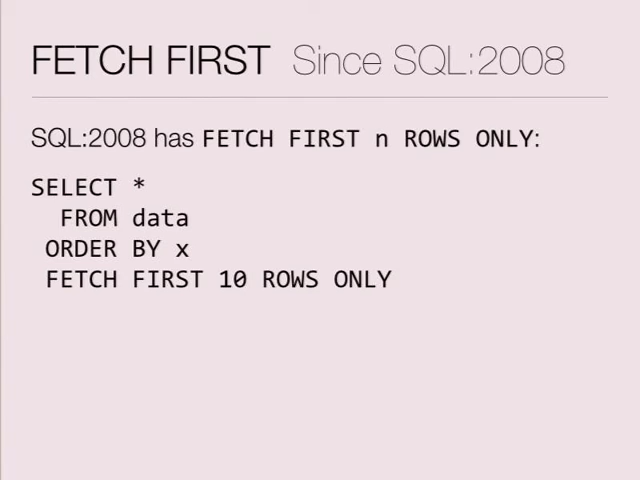 FETCH FIRST Since SQL:2008
SQL:2008 has FETCH FIRST n ROWS ONLY:
SELECT *
FROM data
ORDER BY x
FETCH FIRST 10 ROWS ONLY